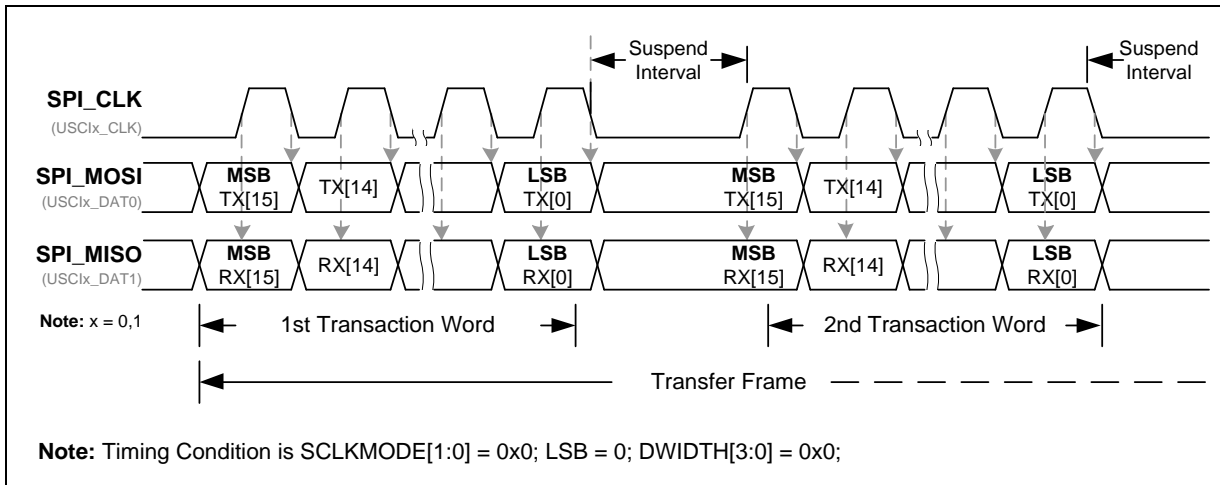 Suspend
Interval
Suspend
Interval
SPI_CLK
(USCIx_CLK)
SPI_MOSI
(USCIx_DAT0)
MSB
TX[15]
TX[14]
LSB
TX[0]
MSB
TX[15]
TX[14]
LSB
TX[0]
SPI_MISO
(USCIx_DAT1)
MSB
RX[15]
RX[14]
LSB
RX[0]
MSB
RX[15]
RX[14]
LSB
RX[0]
Note: x = 0,1
1st Transaction Word
2nd Transaction Word
Transfer Frame
Note: Timing Condition is SCLKMODE[1:0] = 0x0; LSB = 0; DWIDTH[3:0] = 0x0;